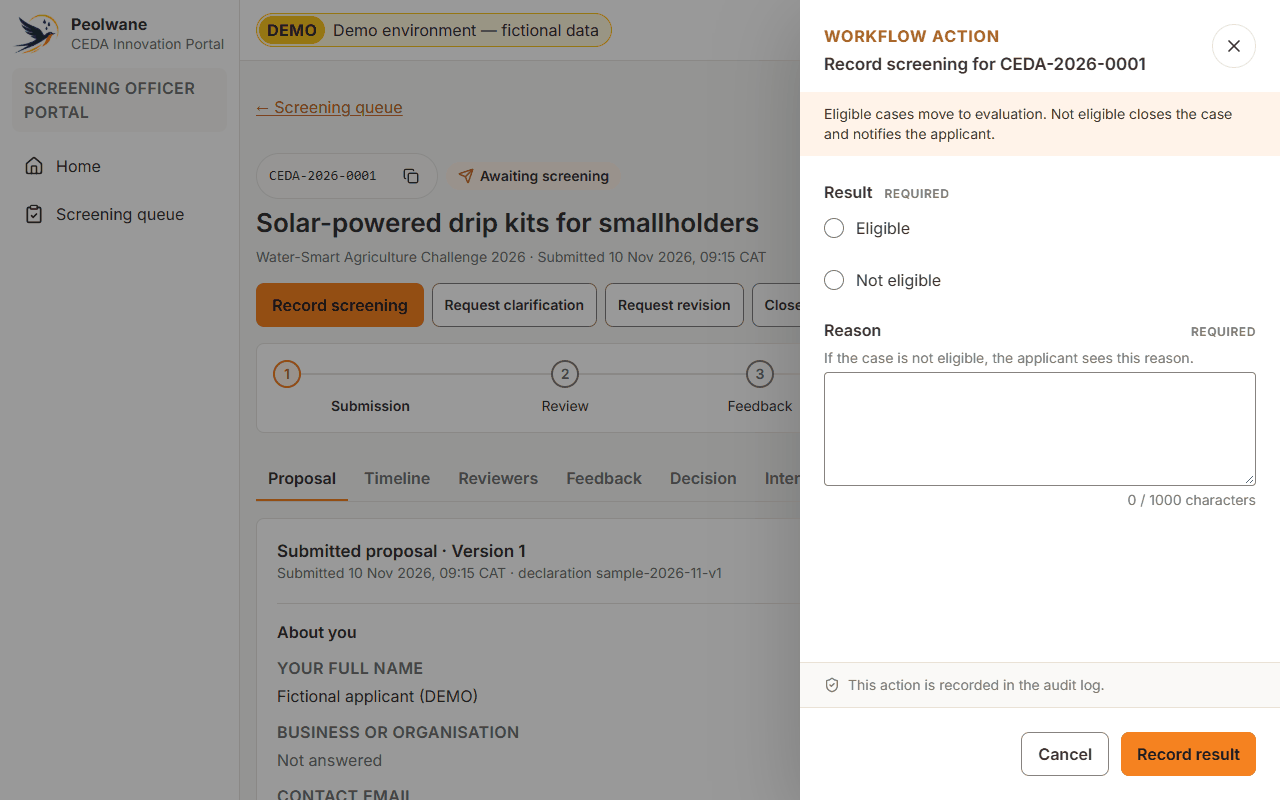 Peolwane
CEDA Innovation Portal
SCREENING OFFICER
PORTAL
Home
Screening queue
DEMO Demo environment — fictional data
← Screening queue
CEDA-2026-0001
Awaiting screening
Solar-powered drip kits for smallholders
Water-Smart Agriculture Challenge 2026 · Submitted 10 Nov 2026, 09:15 CAT
Record screening
Request clarification
Request revision
Close
1
2
3
Submission
Review
Feedback
Proposal
Timeline
Reviewers
Feedback
Decision
Inter
Submitted proposal · Version 1
Submitted 10 Nov 2026, 09:15 CAT · declaration sample-2026-11-v1
About you
YOUR FULL NAME
Fictional applicant (DEMO)
BUSINESS OR ORGANISATION
Not answered
CONTACT EMAIL
WORKFLOW ACTION
Record screening for CEDA-2026-0001
Eligible cases move to evaluation. Not eligible closes the case
and notifies the applicant.
Result REQUIRED
Eligible
Not eligible
Reason REQUIRED
If the case is not eligible, the applicant sees this reason.
0 / 1000 characters
This action is recorded in the audit log.
Cancel
Record result